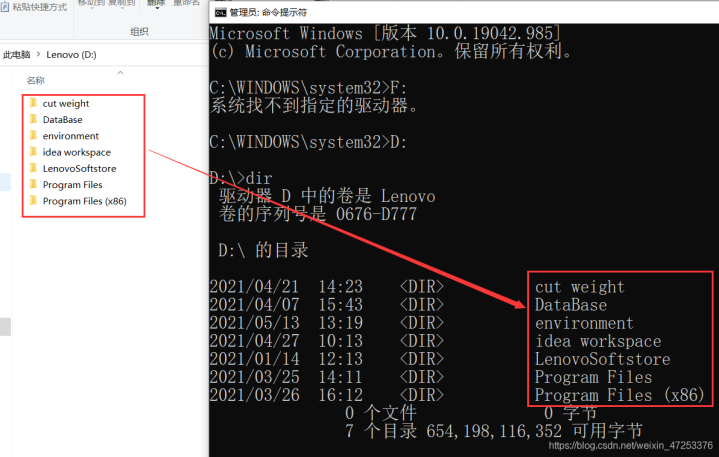 粘贴快捷方式
移动到 复制到 删除 重命名
组织
此电脑 > Lenovo (D:)
名称
cut weight
DataBase
environment
idea workspace
LenovoSoftstore
Program Files
Program Files (x86)
管理员: 命令提示符
Microsoft Windows [版本 10.0.19042.985]
(c) Microsoft Corporation。保留所有权利。
C:\WINDOWS\system32>F:
系统找不到指定的驱动器。
C:\WINDOWS\system32>D:
D:\>dir
驱动器 D 中的卷是 Lenovo
卷的序列号是 0676-D777
D:\ 的目录
2021/04/21 14:23 <DIR> cut weight
2021/04/07 15:43 <DIR> DataBase
2021/05/13 13:19 <DIR> environment
2021/04/27 10:13 <DIR> idea workspace
2021/01/14 12:13 <DIR> LenovoSoftstore
2021/03/25 14:11 <DIR> Program Files
2021/03/26 16:12 <DIR> Program Files (x86)
0 个文件 0 字节
7 个目录 654,198,116,352 可用字节
https://blog.csdn.net/weixin_47253376